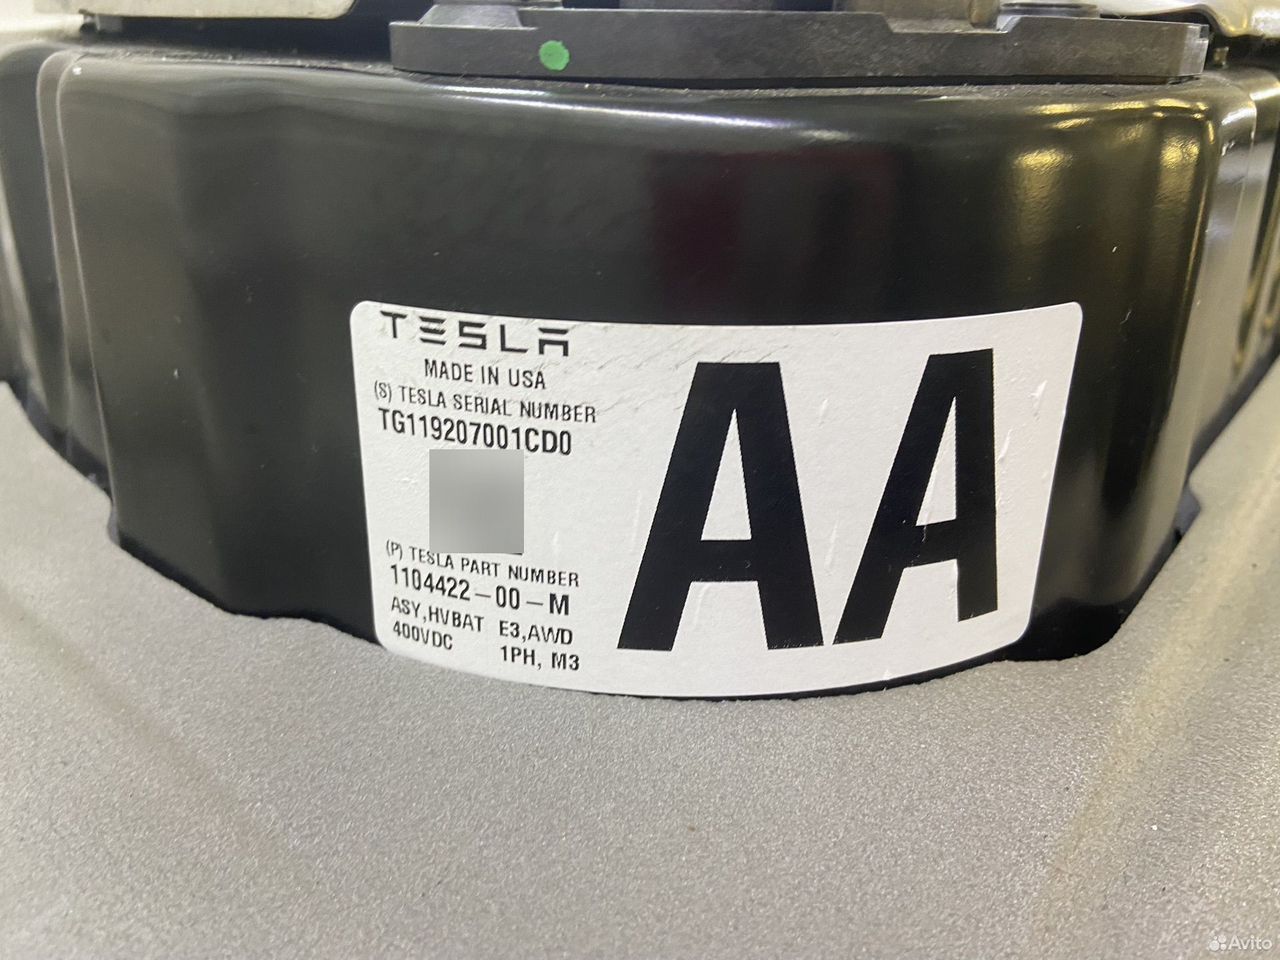 TESLA
MADE IN USA
(S) TESLA SERIAL NUMBER
TG119207001CD0
(P) TESLA PART NUMBER
1104422-00-M
ASY,HVBAT E3,AWD
400VDC 1PH, M3
AA
Avito